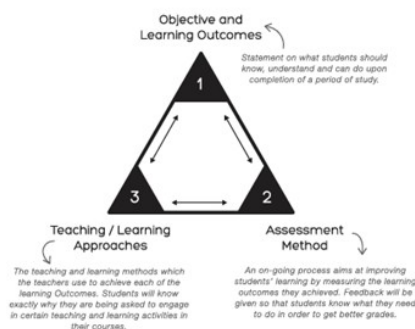 Objective and
Learning Outcomes
Statement on what students should
know, understand and can do upon
completion of a period of study.
1
3
2
Teaching / Learning
Approaches
The teaching and learning methods which
the teachers use to achieve each of the
learning Outcomes. Students will know
exactly why they are being asked to engage
in certain teaching and learning activities in
their courses.
Assessment
Method
An on-going process aims at improving
students' learning by measuring the learning
outcomes they achieved. Feedback will be
given so that students know what they need
to do in order to get better grades.